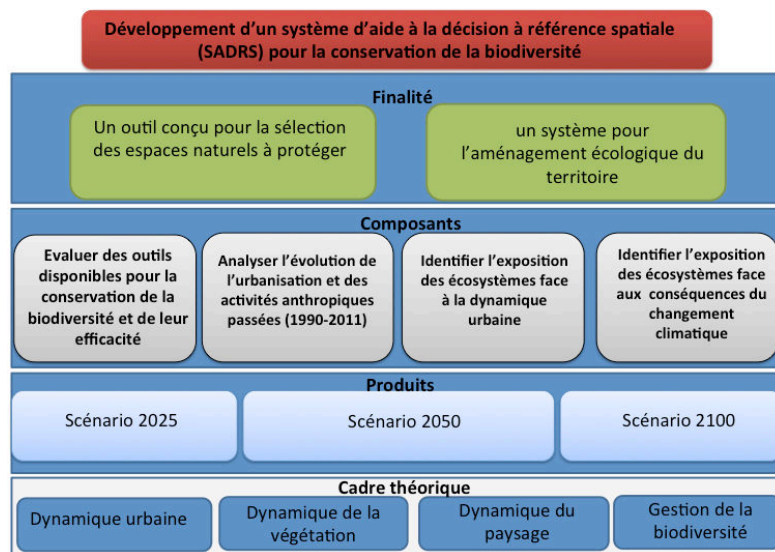 Développement d'un système d'aide à la décision à référence spatiale
(SADRS) pour la conservation de la biodiversité
Finalité
Un outil conçu pour la sélection
des espaces naturels à protéger
un système pour
l'aménagement écologique du
territoire
Composants
Evaluer des outils
disponibles pour la
conservation de la
biodiversité et de leur
efficacité
Analyser l'évolution de
l'urbanisation et des
activités anthropiques
passées (1990-2011)
Identifier l'exposition
des écosystèmes face
à la dynamique
urbaine
Identifier l'exposition
des écosystèmes face
aux conséquences du
changement
climatique
Produits
Scénario 2025
Scénario 2050
Scénario 2100
Cadre théorique
Dynamique urbaine
Dynamique de la
végétation
Dynamique du
paysage
Gestion de la
biodiversité